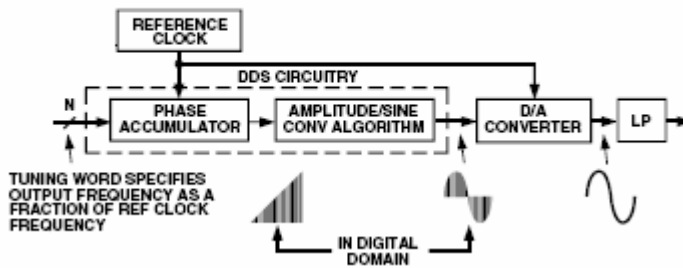 REFERENCE
CLOCK
DDS CIRCUITRY
N
PHASE
ACCUMULATOR
AMPLITUDE/SINE
CONV ALGORITHM
D/A
CONVERTER
LP
TUNING WORD SPECIFIES
OUTPUT FREQUENCY AS A
FRACTION OF REF CLOCK
FREQUENCY
IN DIGITAL
DOMAIN